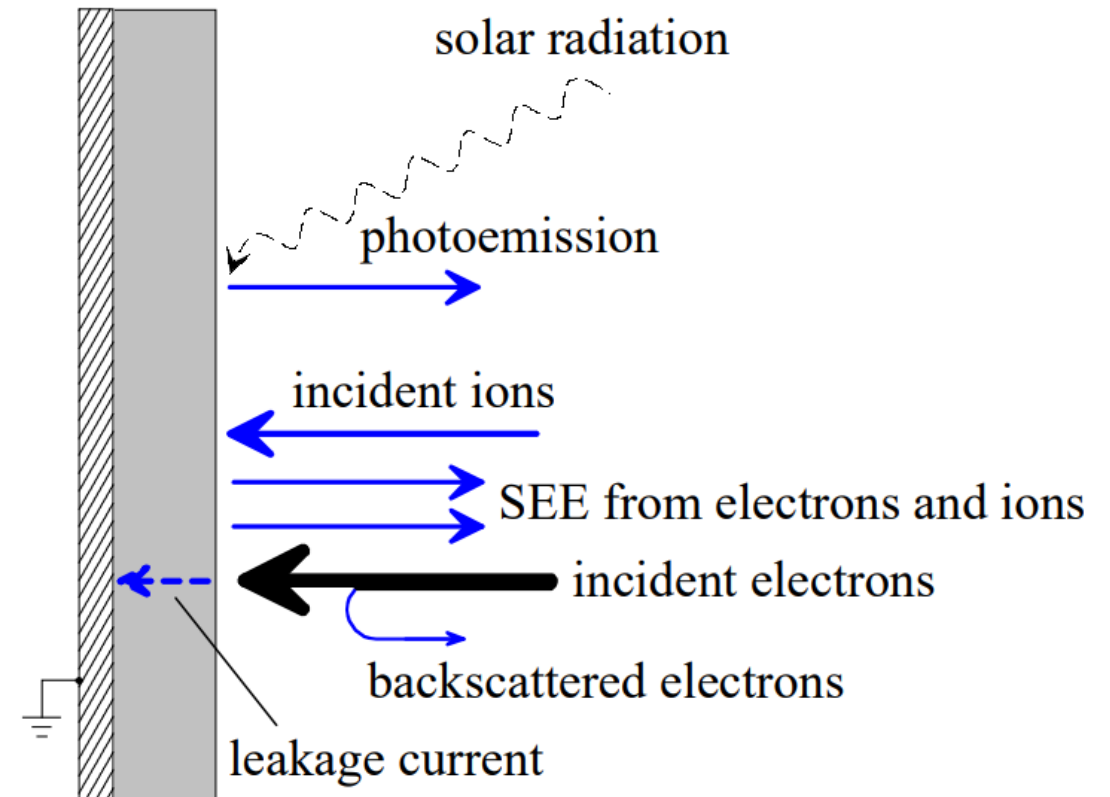 solar radiation
photoemission
incident ions
SEE from electrons and ions
incident electrons
backscattered electrons
leakage current